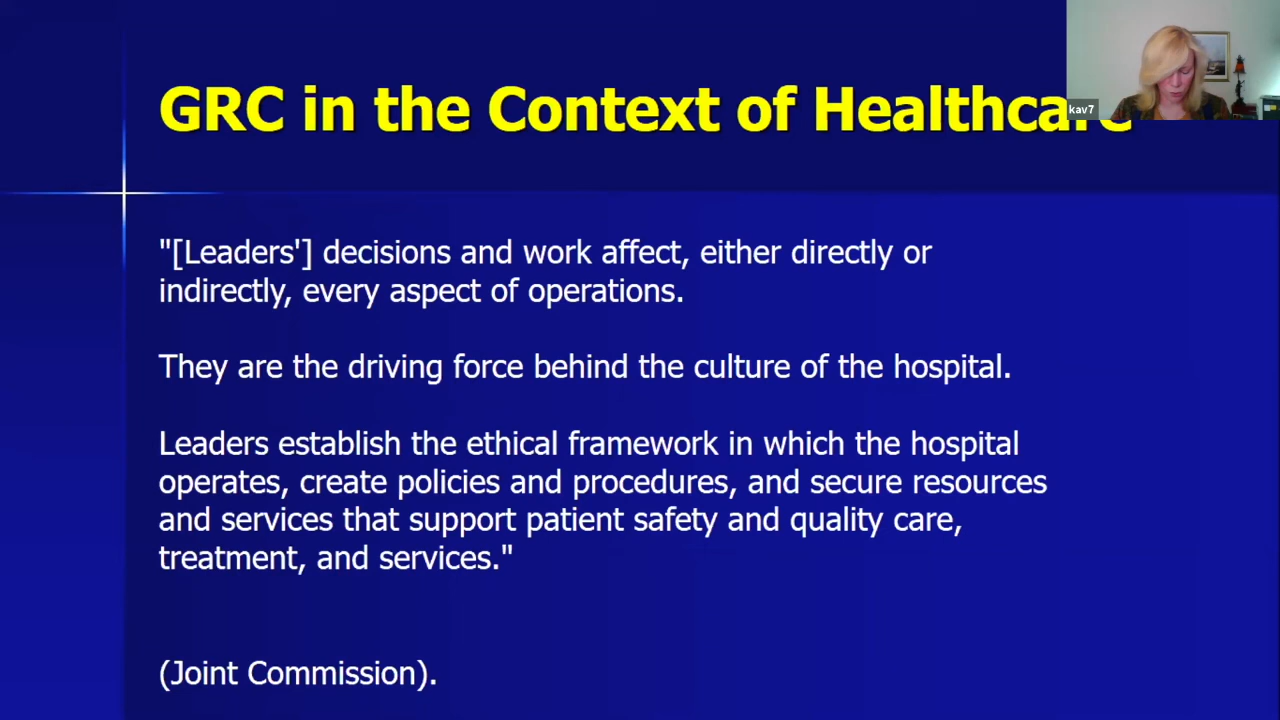 GRC in the Context of Healthcare
kav7
"[Leaders'] decisions and work affect, either directly or
indirectly, every aspect of operations.
They are the driving force behind the culture of the hospital.
Leaders establish the ethical framework in which the hospital
operates, create policies and procedures, and secure resources
and services that support patient safety and quality care,
treatment, and services."
(Joint Commission).